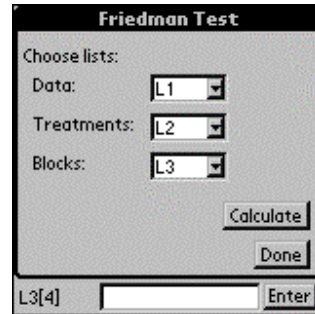 Friedman Test
Choose lists:
Data: L1
Treatments: L2
Blocks: L3
Calculate
Done
L3[4] Enter